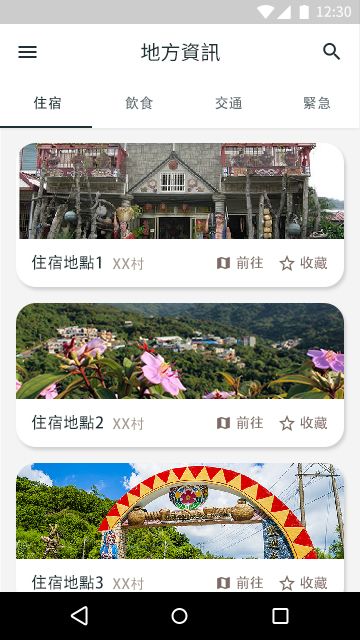 12:30
地方資訊
住宿 飲食 交通 緊急
住宿地點1 XX村 前往 收藏
住宿地點2 XX村 前往 收藏
住宿地點3 XX村 前往 收藏